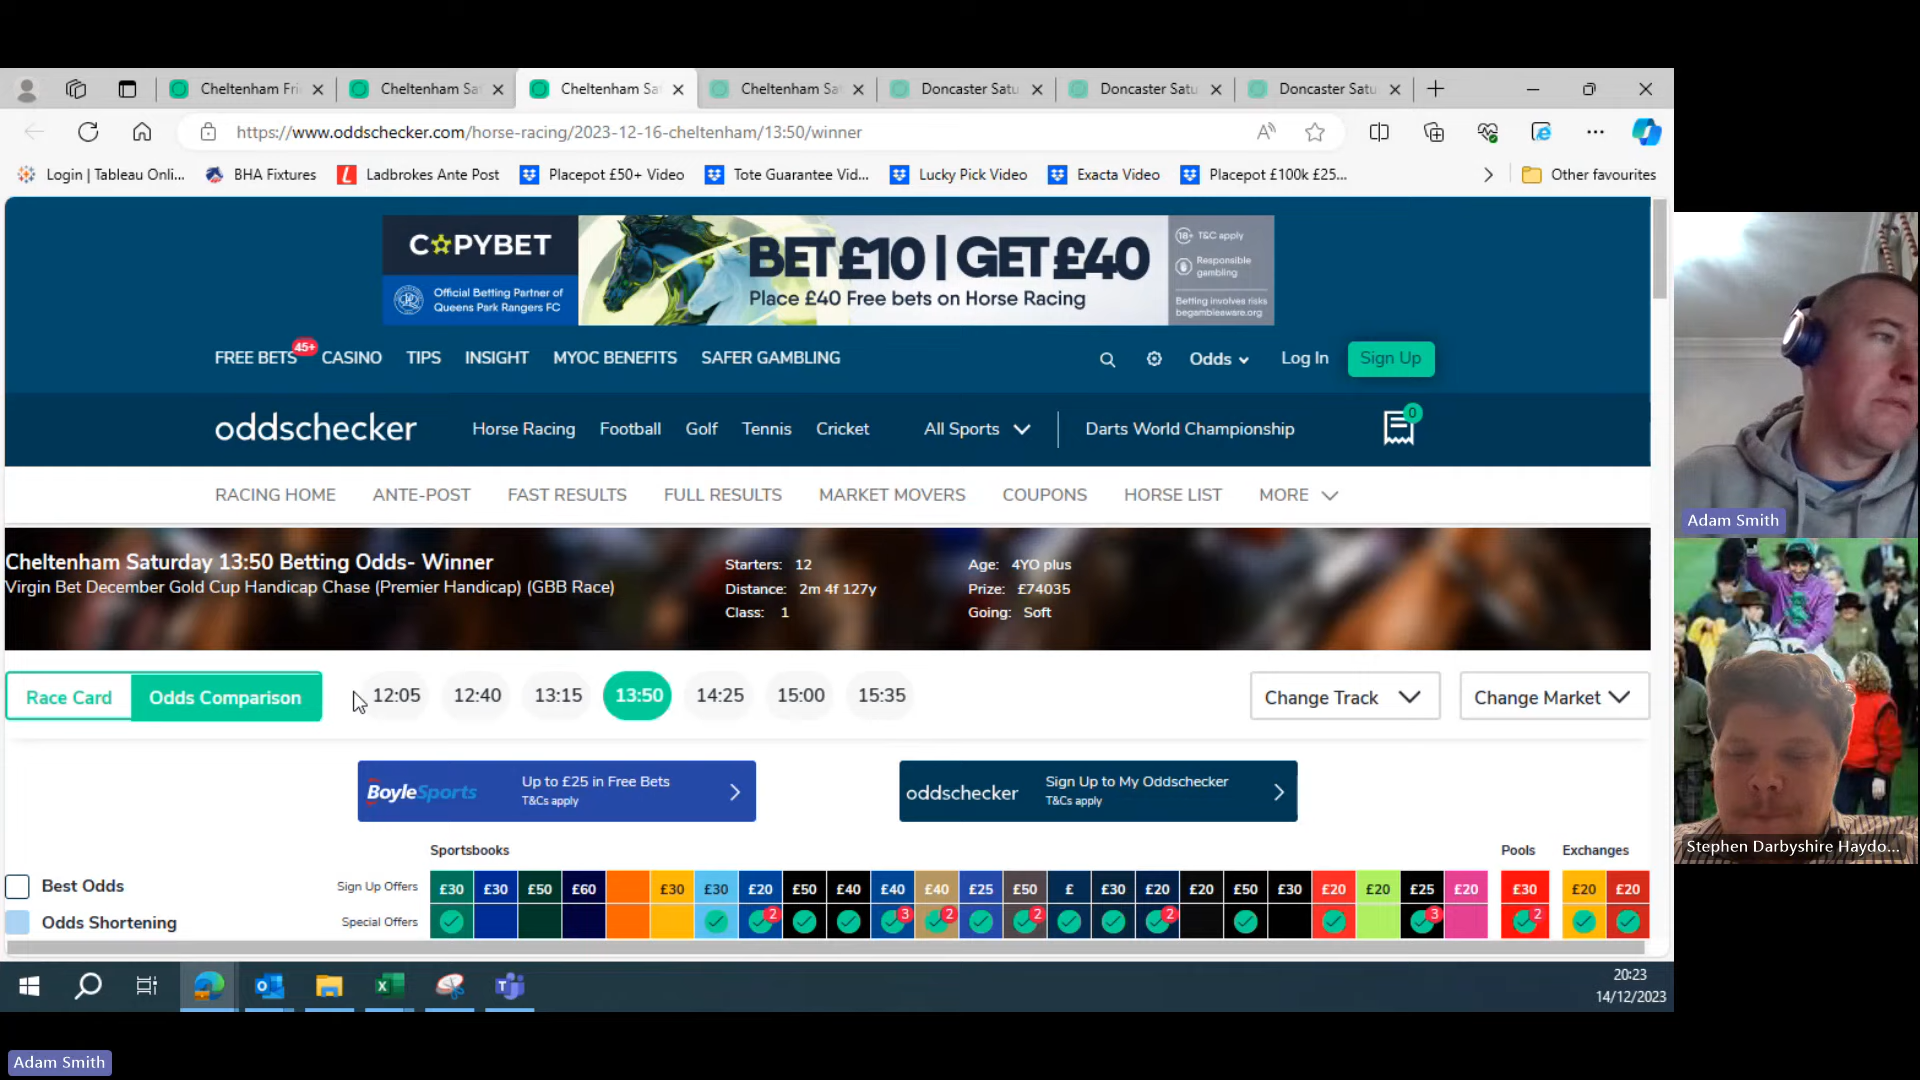 Cheltenham Fri
Cheltenham Sa
Cheltenham Sa
Cheltenham Sa
Doncaster Satu
Doncaster Satu
Doncaster Satu
https://www.oddschecker.com/horse-racing/2023-12-16-cheltenham/13:50/winner
Login | Tableau Onli... BHA Fixtures Ladbrokes Ante Post Placepot £50+ Video Tote Guarantee Vid... Lucky Pick Video Exacta Video Placepot £100k £25... Other favourites
COPYBET
Official Betting Partner of
Queens Park Rangers FC
BET £10 | GET £40
Place £40 Free bets on Horse Racing
18+ T&C apply
Responsible
gambling
Betting involves risks
begambleaware.org
FREE BETS 45+ CASINO TIPS INSIGHT MYOC BENEFITS SAFER GAMBLING Odds Log In Sign Up
oddschecker Horse Racing Football Golf Tennis Cricket All Sports Darts World Championship 0
RACING HOME ANTE-POST FAST RESULTS FULL RESULTS MARKET MOVERS COUPONS HORSE LIST MORE
Cheltenham Saturday 13:50 Betting Odds- Winner
Virgin Bet December Gold Cup Handicap Chase (Premier Handicap) (GBB Race)
Starters: 12
Distance: 2m 4f 127y
Class: 1
Age: 4YO plus
Prize: £74035
Going: Soft
Race Card Odds Comparison 12:05 12:40 13:15 13:50 14:25 15:00 15:35 Change Track Change Market
BoyleSports
Up to £25 in Free Bets
T&Cs apply
oddschecker
Sign Up to My Oddschecker
T&Cs apply
Sportsbooks Pools Exchanges
Best Odds Sign Up Offers £30 £30 £50 £60 £30 £30 £20 £50 £40 £40 £40 £25 £50 £ £30 £20 £20 £50 £30 £20 £20 £25 £20 £30 £20 £20
Odds Shortening Special Offers 2 3 2 2 2 3 2
20:23
14/12/2023
Adam Smith
Stephen Darbyshire Haydo...
Adam Smith